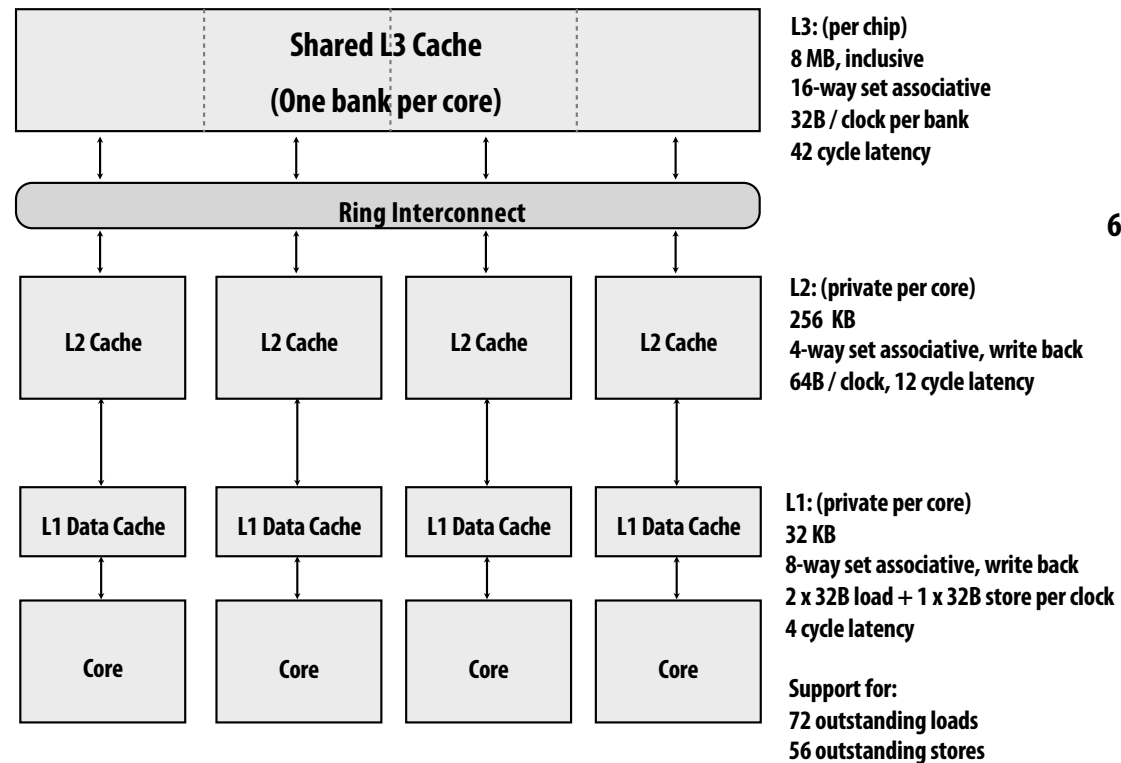 Shared L3 Cache
(One bank per core)
L3: (per chip)
8 MB, inclusive
16-way set associative
32B / clock per bank
42 cycle latency
Ring Interconnect
6
L2 Cache
L2 Cache
L2 Cache
L2 Cache
L2: (private per core)
256 KB
4-way set associative, write back
64B / clock, 12 cycle latency
L1 Data Cache
L1 Data Cache
L1 Data Cache
L1 Data Cache
L1: (private per core)
32 KB
8-way set associative, write back
2 x 32B load + 1 x 32B store per clock
4 cycle latency
Core
Core
Core
Core
Support for:
72 outstanding loads
56 outstanding stores